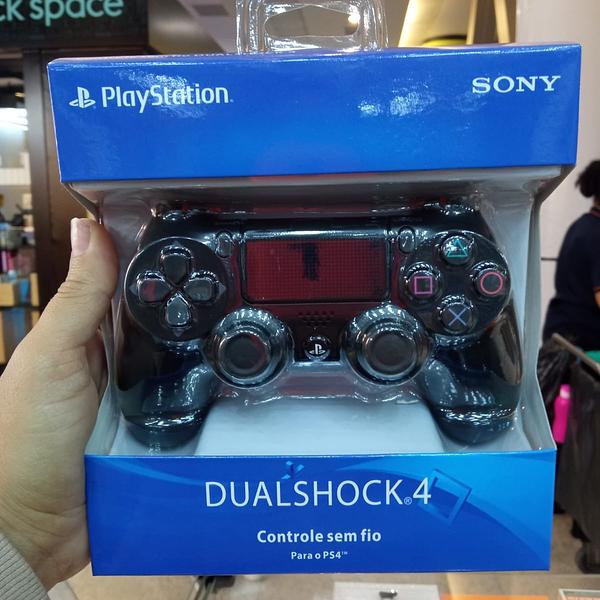 ck space
PlayStation
SONY
DUALSHOCK®4
Controle sem fio
Para o PS4™